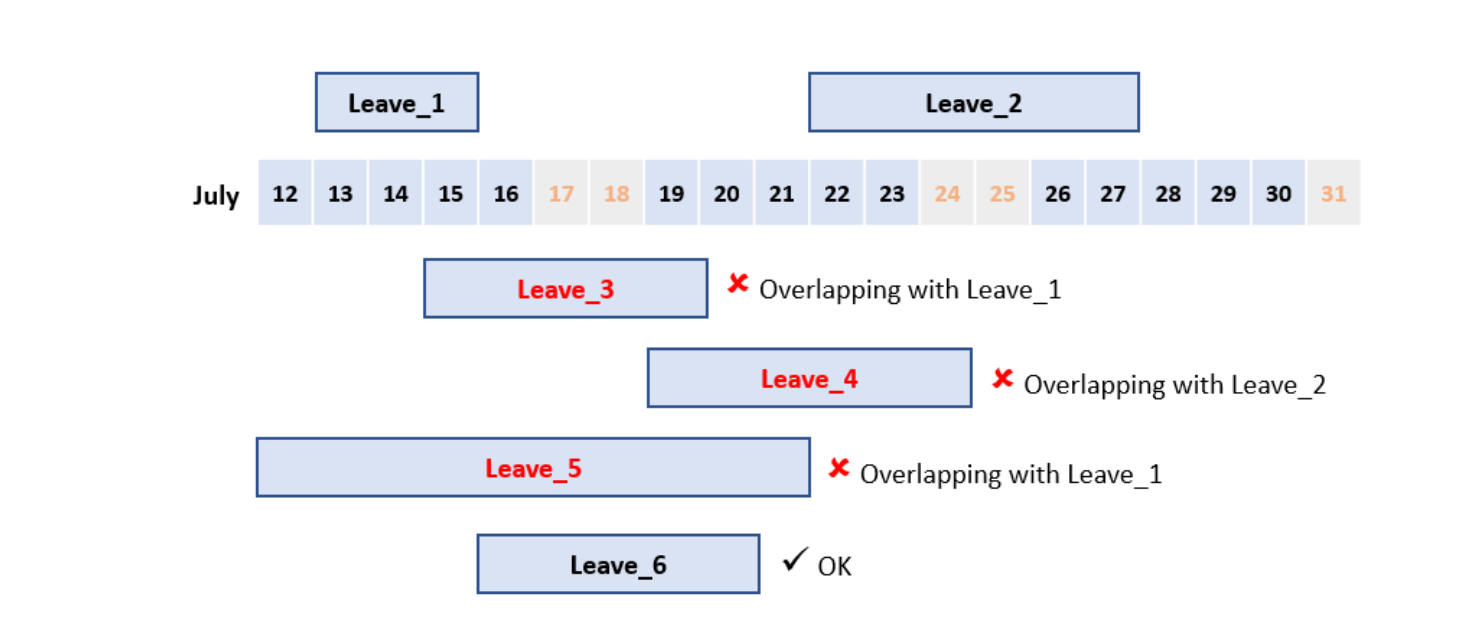 Leave_1 Leave_2
July 12 13 14 15 16 17 18 19 20 21 22 23 24 25 26 27 28 29 30 31
Leave_3 ✘ Overlapping with Leave_1
Leave_4 ✘ Overlapping with Leave_2
Leave_5 ✘ Overlapping with Leave_1
Leave_6 ✓ OK